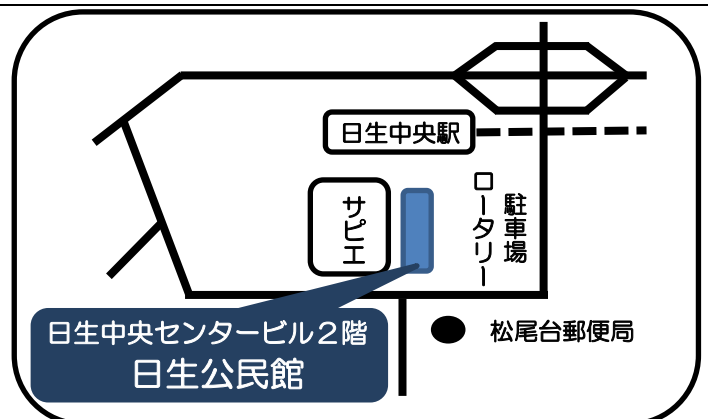 日生中央駅
サピエ
駐車場
ロータリー
日生中央センタービル２階
日生公民館
松尾台郵便局